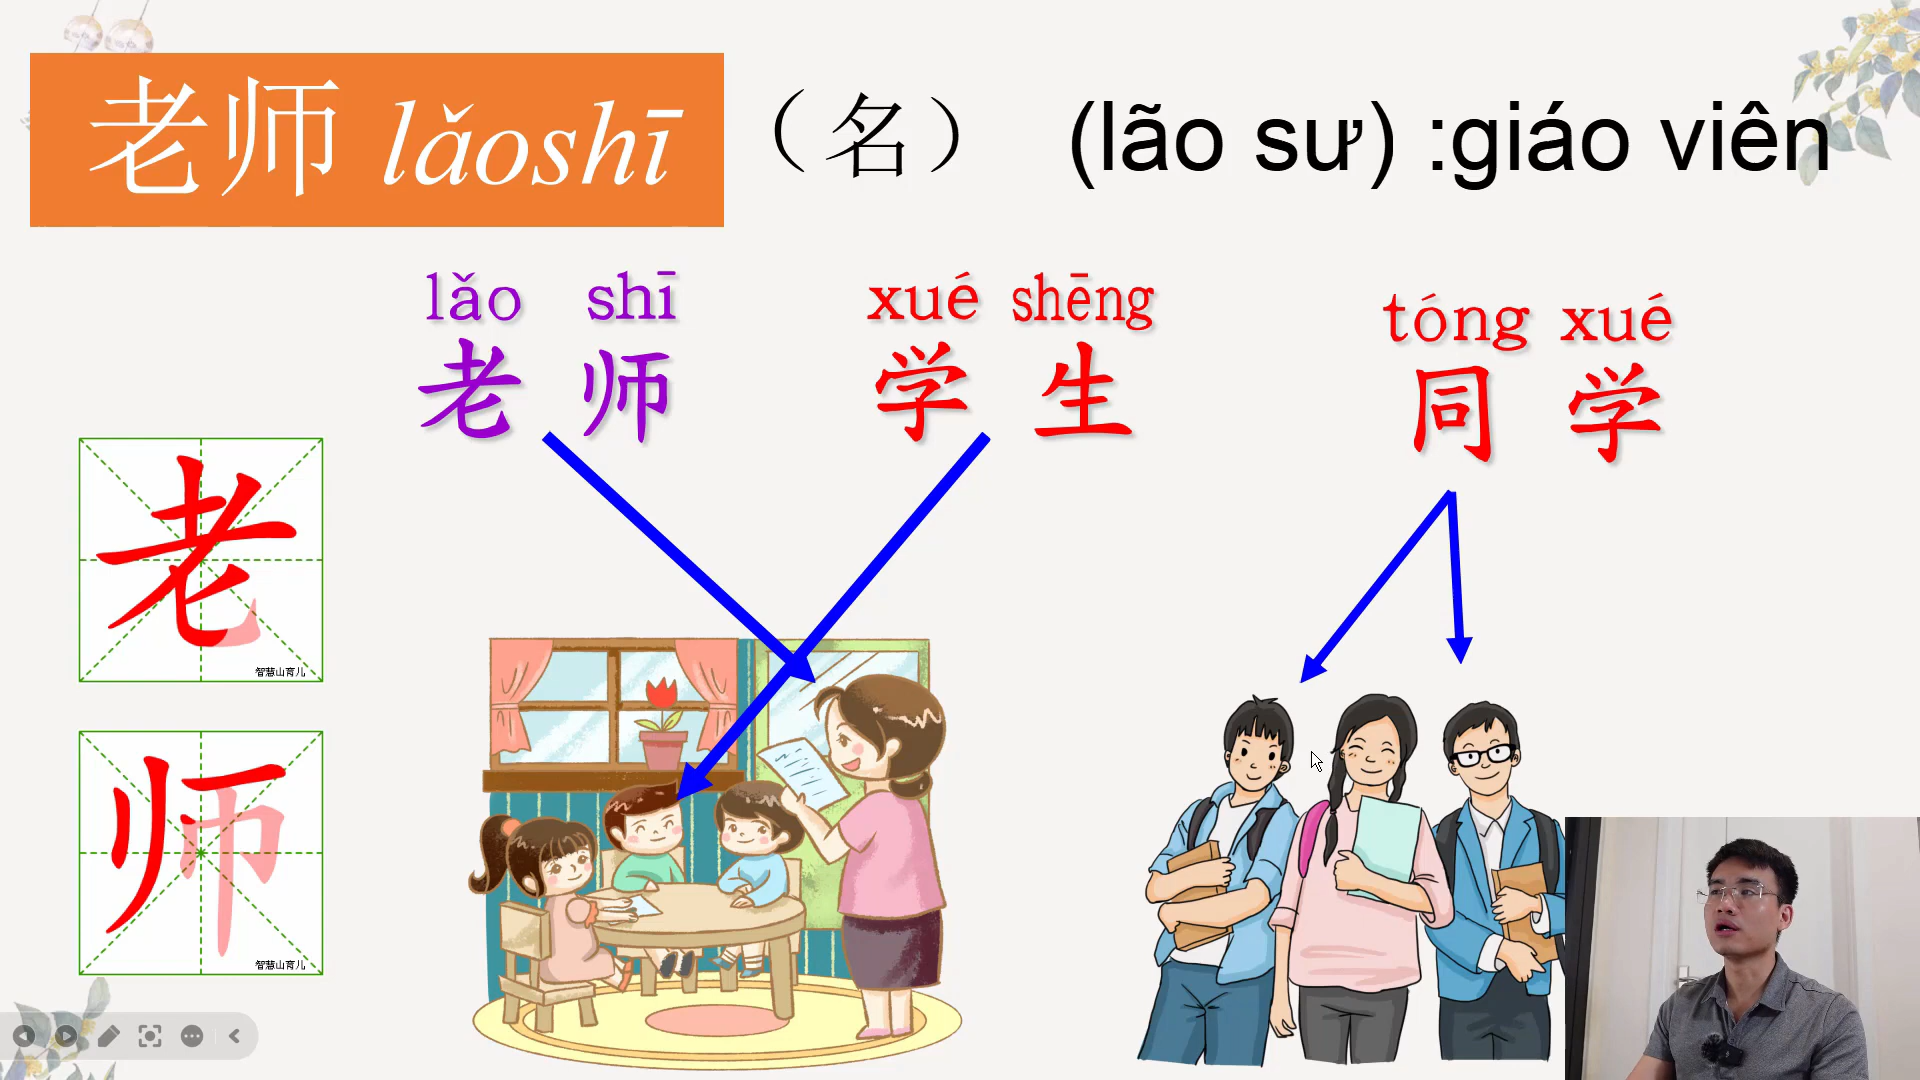 老师 lǎoshī （名） (lão sư) :giáo viên
lǎo shī
老师
xué shēng
学生
tóng xué
同学
老
智慧山育儿
师
智慧山育儿